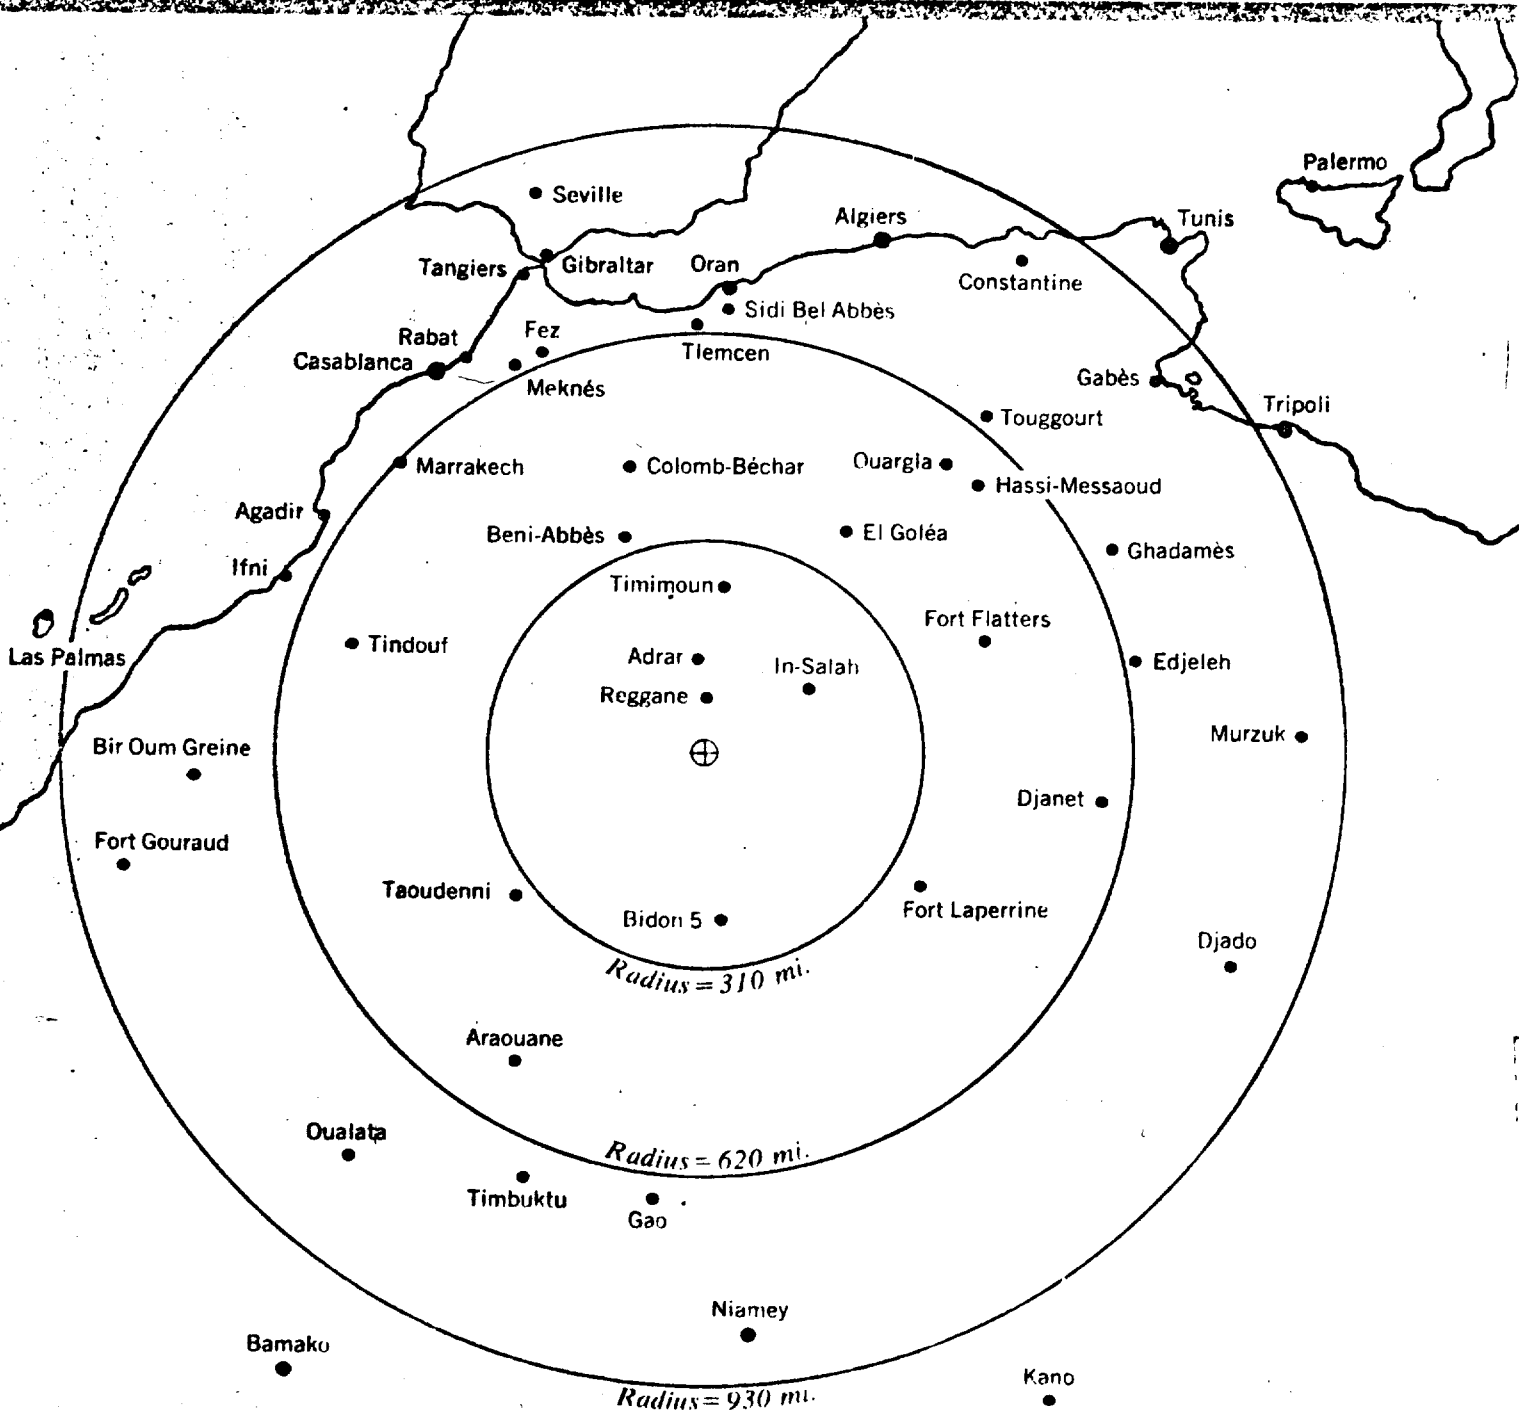 Palermo
Seville
Algiers
Tunis
Tangiers
Gibraltar
Oran
Constantine
Sidi Bel Abbès
Rabat
Fez
Casablanca
Tlemcen
Meknés
Gabès
Tripoli
Touggourt
Marrakech
Colomb-Béchar
Ouargla
Hassi-Messaoud
Agadir
Beni-Abbès
El Goléa
Ghadamès
Ifni
Timimoun
Fort Flatters
Las Palmas
Tindouf
Adrar
In-Salah
Edjeleh
Reggane
Murzuk
Bir Oum Greine
Djanet
Fort Gouraud
Taoudenni
Bidon 5
Fort Laperrine
Djado
Radius = 310 mi.
Araouane
Oualata
Radius = 620 mi.
Timbuktu
Gao
Niamey
Bamako
Kano
Radius = 930 mi.